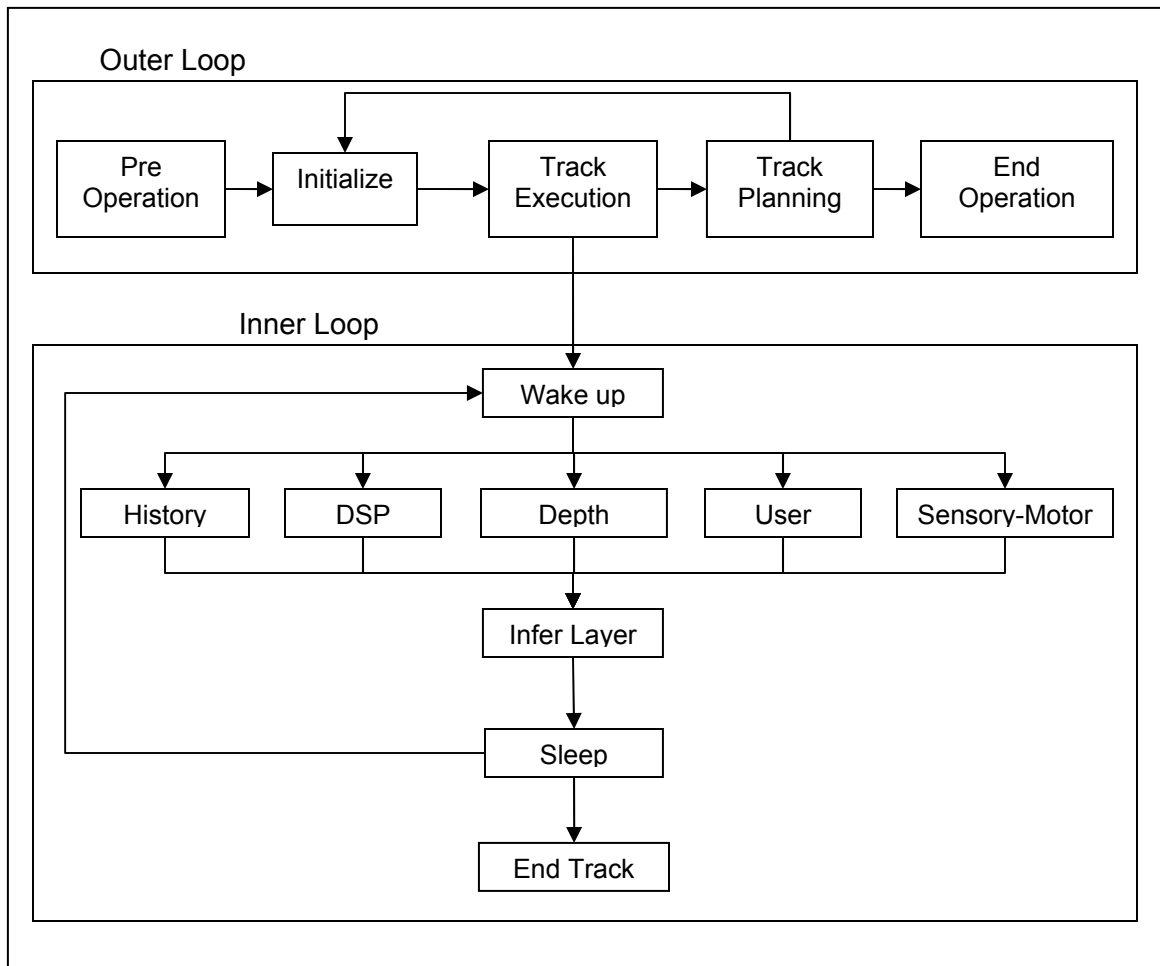 Outer Loop
Pre
Operation
Initialize
Track
Execution
Track
Planning
End
Operation
Inner Loop
Wake up
History
DSP
Depth
User
Sensory-Motor
Infer Layer
Sleep
End Track